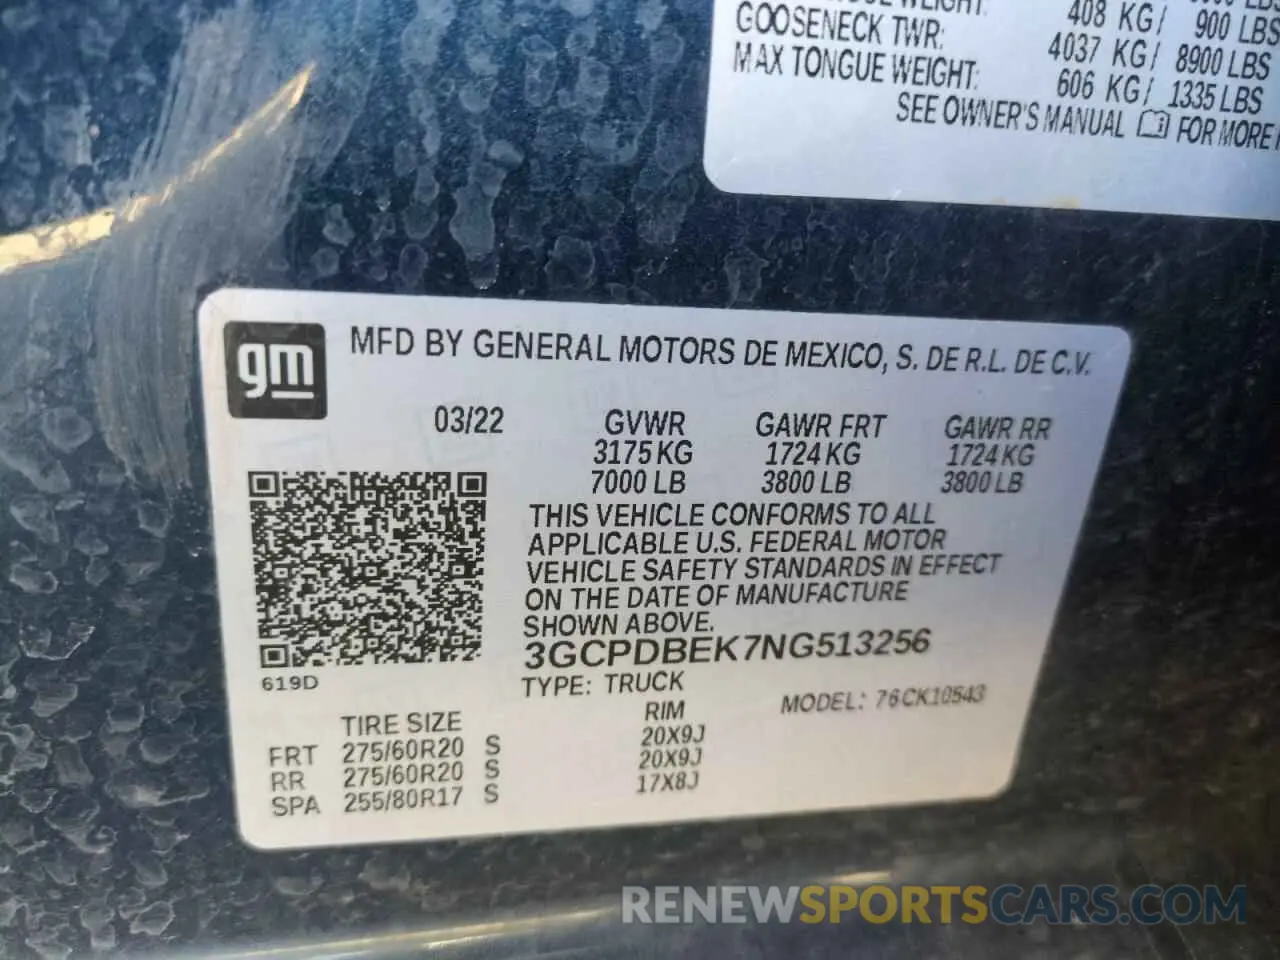 408 KG/ 900 LBS
GOOSENECK TWR: 4037 KG/ 8900 LBS
MAX TONGUE WEIGHT: 606 KG/ 1335 LBS
SEE OWNER'S MANUAL FOR MORE
gm
MFD BY GENERAL MOTORS DE MEXICO, S. DE R.L. DE C.V.
03/22 GVWR GAWR FRT GAWR RR
3175 KG 1724 KG 1724 KG
7000 LB 3800 LB 3800 LB
THIS VEHICLE CONFORMS TO ALL
APPLICABLE U.S. FEDERAL MOTOR
VEHICLE SAFETY STANDARDS IN EFFECT
ON THE DATE OF MANUFACTURE
SHOWN ABOVE.
3GCPDBEK7NG513256
619D
TYPE: TRUCK MODEL: 76CK10543
TIRE SIZE RIM
FRT 275/60R20 S 20X9J
RR 275/60R20 S 20X9J
SPA 255/80R17 S 17X8J
RENEWSPORTSCARS.COM